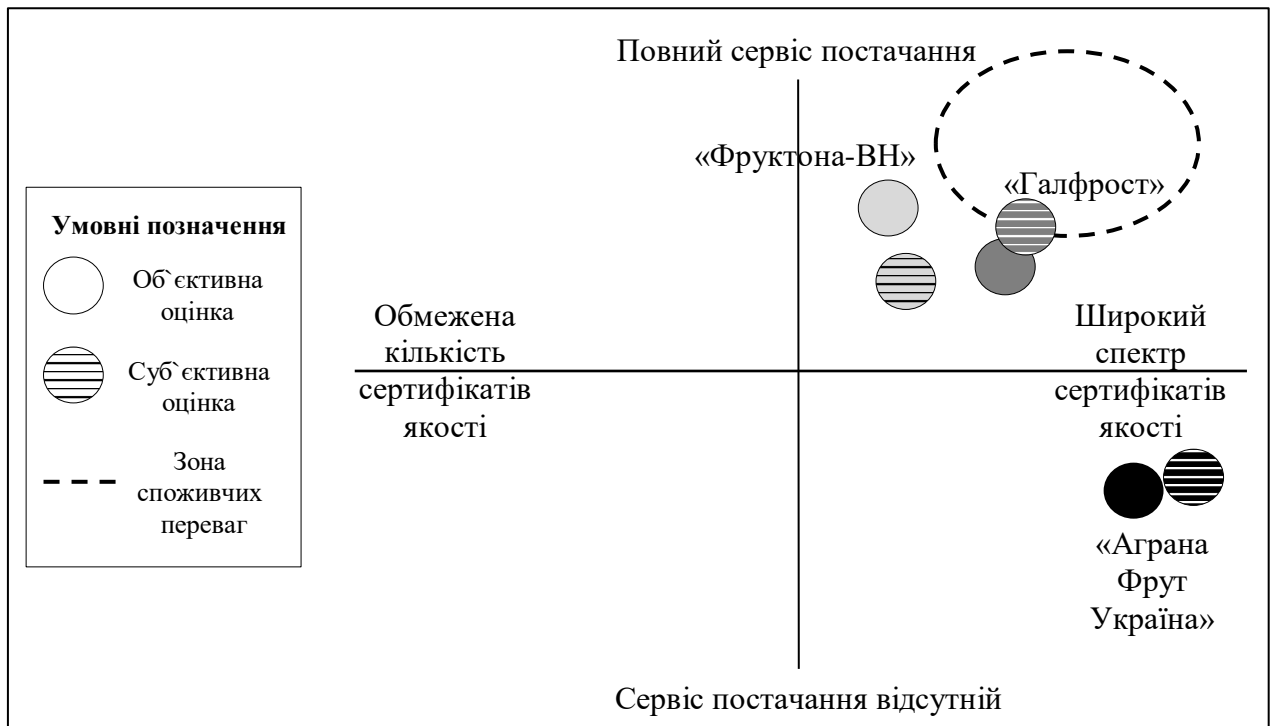 Повний сервіс постачання
«Фруктона-ВН»
«Галфрост»
Умовні позначення
Об`єктивна
оцінка
Суб`єктивна
оцінка
Зона
споживчих
переваг
Обмежена
кількість
сертифікатів
якості
Широкий
спектр
сертифікатів
якості
«Аграна
Фрут
Україна»
Сервіс постачання відсутній